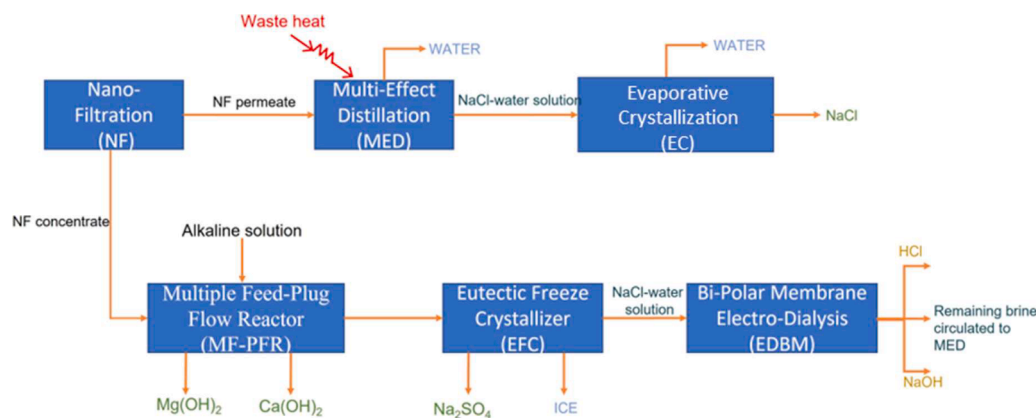 Waste heat
WATER
WATER
Nano-
Filtration
(NF)
NF permeate
Multi-Effect
Distillation
(MED)
NaCl-water solution
Evaporative
Crystallization
(EC)
NaCl
NF concentrate
Alkaline solution
Multiple Feed-Plug
Flow Reactor
(MF-PFR)
Eutectic Freeze
Crystallizer
(EFC)
NaCl-water
solution
Bi-Polar Membrane
Electro-Dialysis
(EDBM)
HCl
Remaining brine
circulated to
MED
NaOH
Mg(OH)₂
Ca(OH)₂
Na₂SO₄
ICE